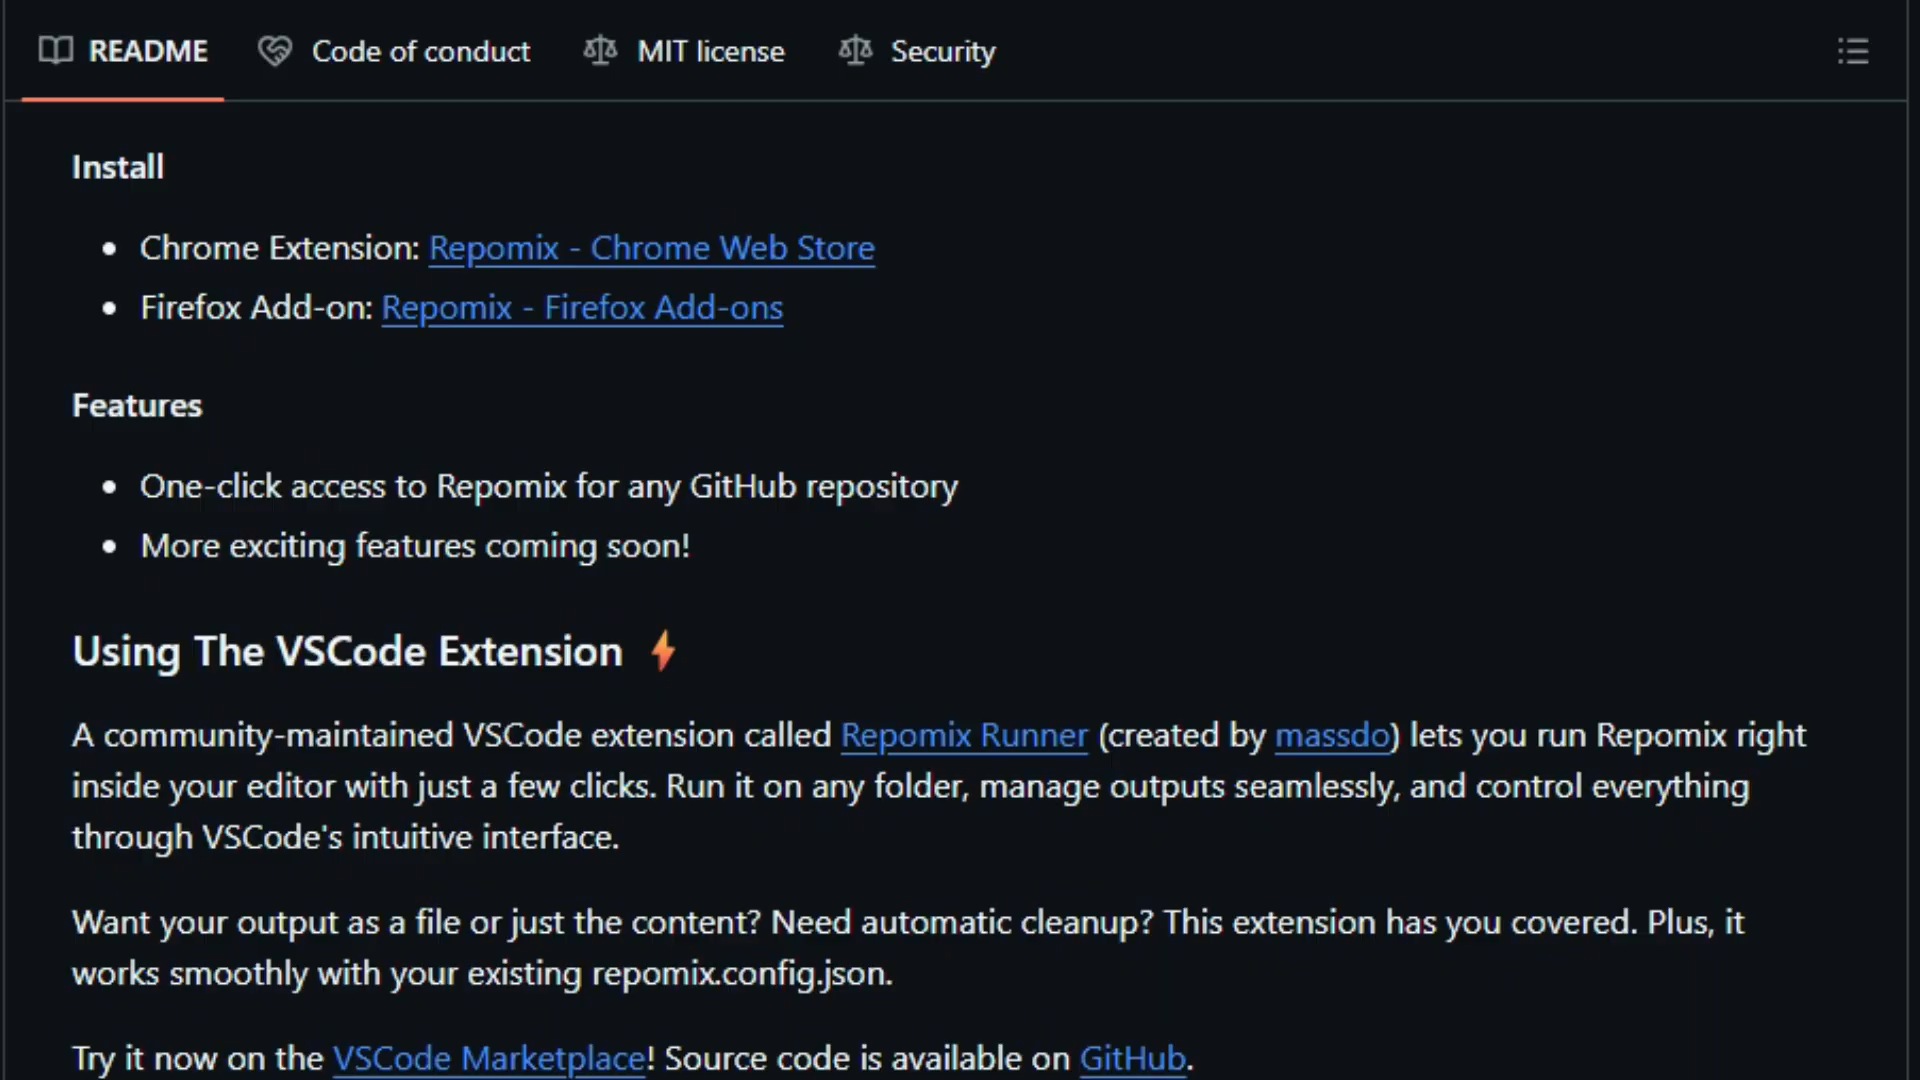 README Code of conduct MIT license Security
Install
Chrome Extension: Repomix - Chrome Web Store
Firefox Add-on: Repomix - Firefox Add-ons
Features
One-click access to Repomix for any GitHub repository
More exciting features coming soon!
Using The VSCode Extension ⚡
A community-maintained VSCode extension called Repomix Runner (created by massdo) lets you run Repomix right
inside your editor with just a few clicks. Run it on any folder, manage outputs seamlessly, and control everything
through VSCode's intuitive interface.
Want your output as a file or just the content? Need automatic cleanup? This extension has you covered. Plus, it
works smoothly with your existing repomix.config.json.
Try it now on the VSCode Marketplace! Source code is available on GitHub.